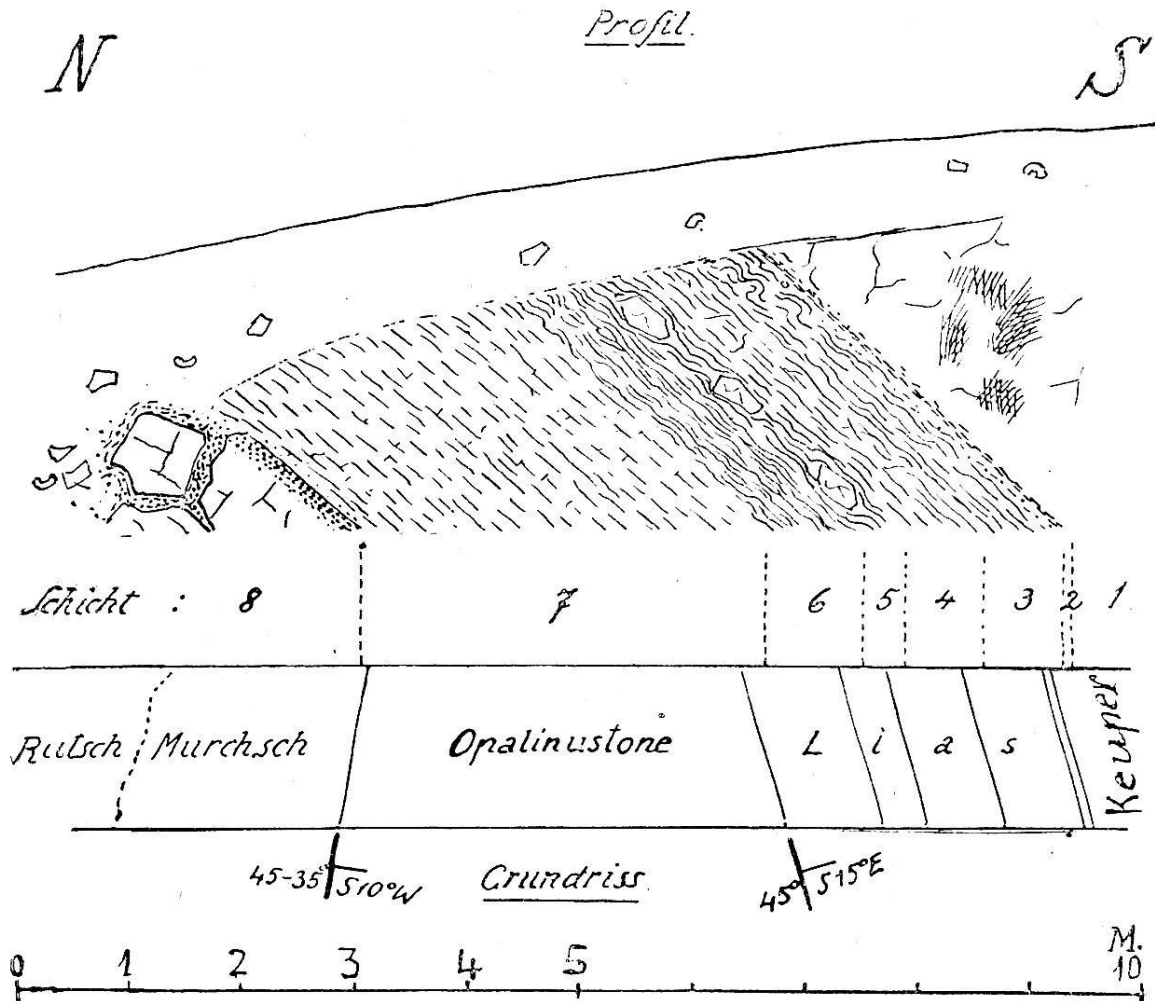 Profil.
N S
Schicht : 8 7 6 5 4 3 2 1
Rutsch Murchsch Opalinustone L i a s Keuper
45-35° S10°W Grundriss 45° S15°E
0 1 2 3 4 5 M. 10